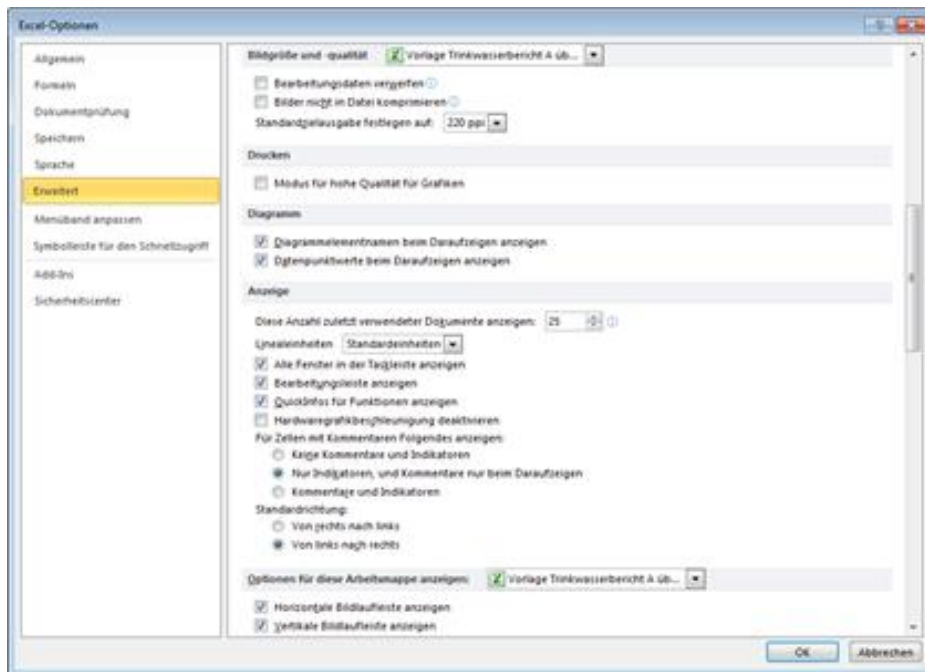 Excel-Optionen
Allgemein
Formeln
Dokumentprüfung
Speichern
Sprache
Erweitert
Menüband anpassen
Symbolleiste für den Schnellzugriff
Add-Ins
Sicherheitscenter
Bildgröße und -qualität Vorlage Trinkwasserbericht A üb...
Bearbeitungsdaten verwerfen
Bilder nicht in Datei komprimieren
Standardzielausgabe festlegen auf: 220 ppi
Drucken
Modus für hohe Qualität für Grafiken
Diagramm
Diagrammelementnamen beim Daraufzeigen anzeigen
Datenpunktwerte beim Daraufzeigen anzeigen
Anzeige
Diese Anzahl zuletzt verwendeter Dokumente anzeigen: 25
Linealeinheiten Standardeinheiten
Alle Fenster in der Taskleiste anzeigen
Bearbeitungsleiste anzeigen
QuickInfos für Funktionen anzeigen
Hardwaregrafikbeschleunigung deaktivieren
Für Zellen mit Kommentaren Folgendes anzeigen:
Keine Kommentare und Indikatoren
Nur Indikatoren, und Kommentare nur beim Daraufzeigen
Kommentare und Indikatoren
Standardrichtung:
Von rechts nach links
Von links nach rechts
Optionen für diese Arbeitsmappe anzeigen: Vorlage Trinkwasserbericht A üb...
Horizontale Bildlaufleiste anzeigen
Vertikale Bildlaufleiste anzeigen
OK Abbrechen